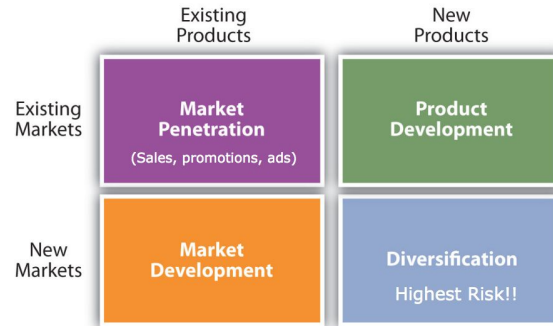 Existing
Products
New
Products
Existing
Markets
Market
Penetration
(Sales, promotions, ads)
Product
Development
New
Markets
Market
Development
Diversification
Highest Risk!!